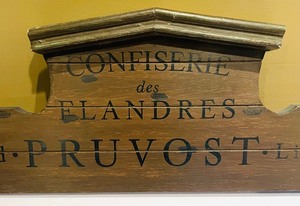 CONFISERIE
des
FLANDRES
· PRUVOST ·